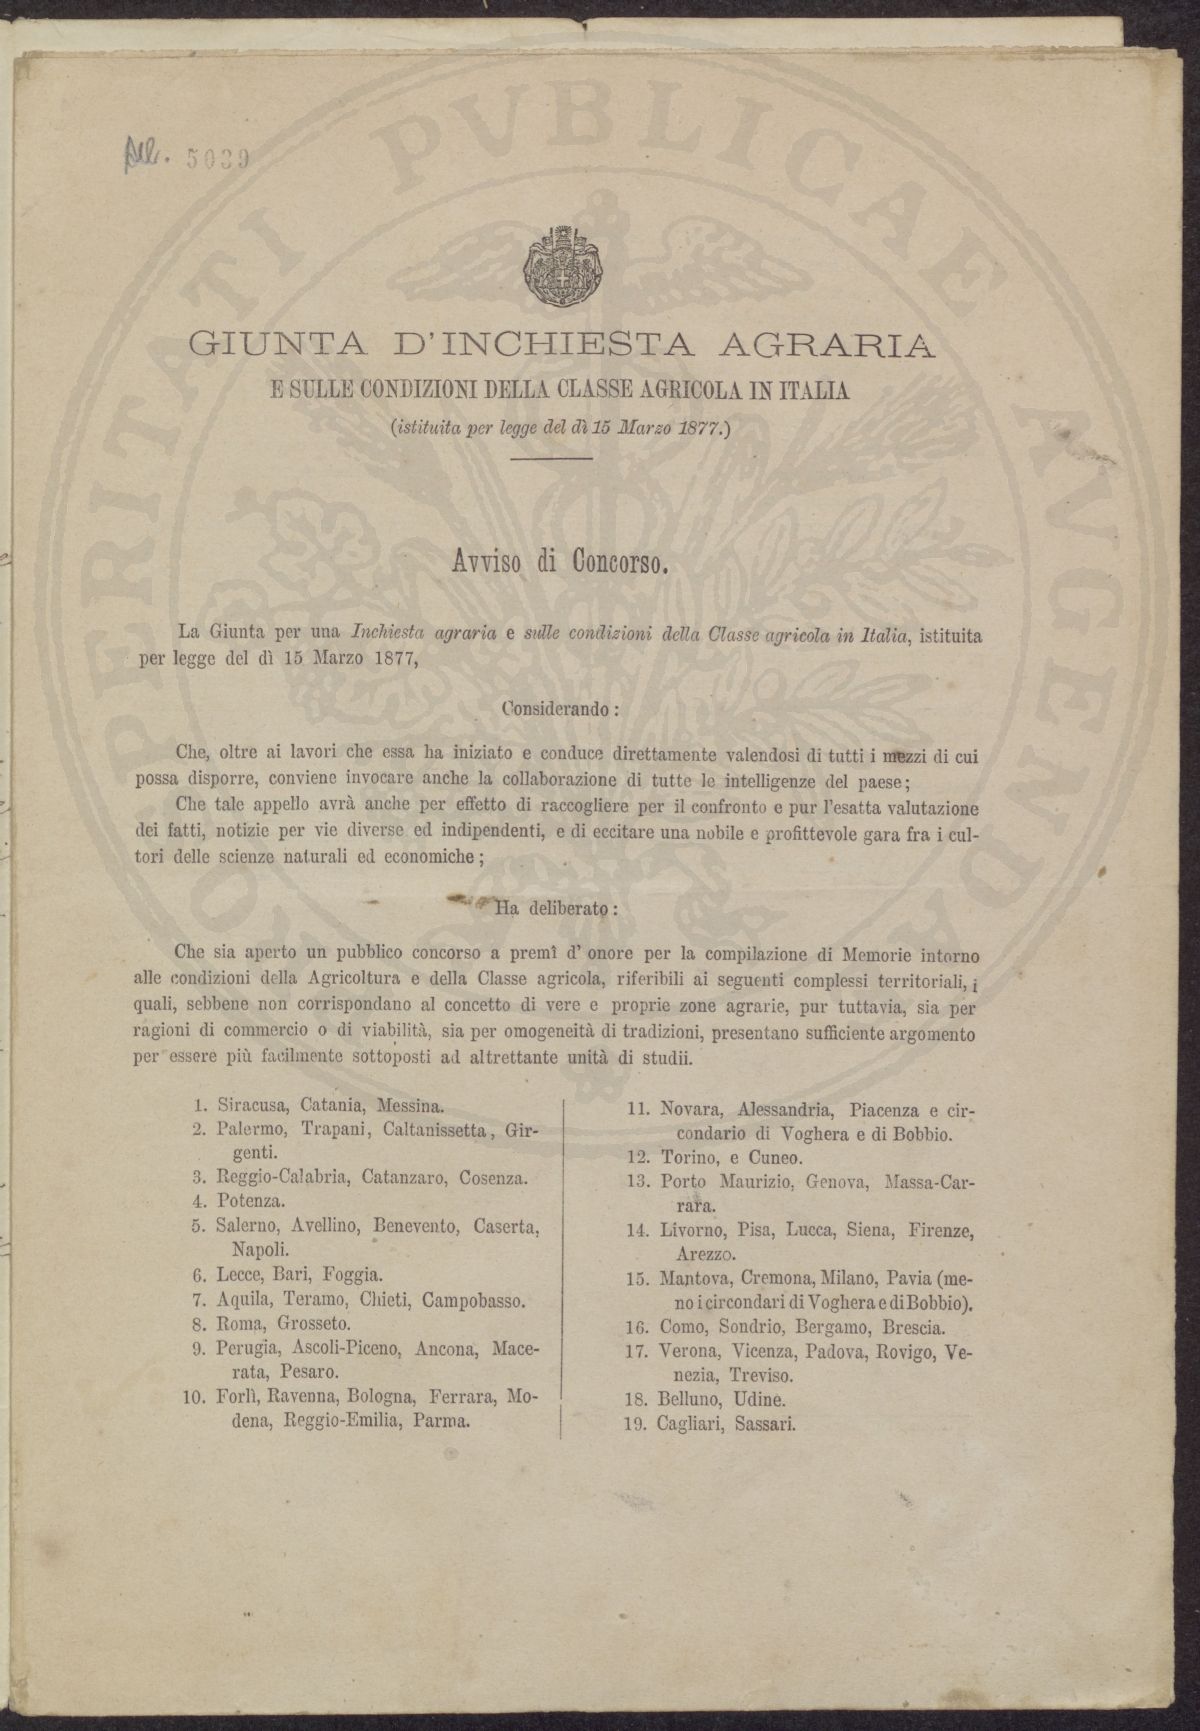 All. 5039
GIUNTA D'INCHIESTA AGRARIA
E SULLE CONDIZIONI DELLA CLASSE AGRICOLA IN ITALIA
(istituita per legge del dì 15 Marzo 1877.)
Avviso di Concorso.
La Giunta per una Inchiesta agraria e sulle condizioni della Classe agricola in Italia, istituita
per legge del dì 15 Marzo 1877,
Considerando :
Che, oltre ai lavori che essa ha iniziato e conduce direttamente valendosi di tutti i mezzi di cui
possa disporre, conviene invocare anche la collaborazione di tutte le intelligenze del paese;
Che tale appello avrà anche per effetto di raccogliere per il confronto e pur l'esatta valutazione
dei fatti, notizie per vie diverse ed indipendenti, e di eccitare una nobile e profittevole gara fra i cul-
tori delle scienze naturali ed economiche ;
Ha deliberato :
Che sia aperto un pubblico concorso a premî d' onore per la compilazione di Memorie intorno
alle condizioni della Agricoltura e della Classe agricola, riferibili ai seguenti complessi territoriali, i
quali, sebbene non corrispondano al concetto di vere e proprie zone agrarie, pur tuttavia, sia per
ragioni di commercio o di viabilità, sia per omogeneità di tradizioni, presentano sufficiente argomento
per essere più facilmente sottoposti ad altrettante unità di studii.
1. Siracusa, Catania, Messina.
2. Palermo, Trapani, Caltanissetta, Gir-
genti.
3. Reggio-Calabria, Catanzaro, Cosenza.
4. Potenza.
5. Salerno, Avellino, Benevento, Caserta,
Napoli.
6. Lecce, Bari, Foggia.
7. Aquila, Teramo, Chieti, Campobasso.
8. Roma, Grosseto.
9. Perugia, Ascoli-Piceno, Ancona, Mace-
rata, Pesaro.
10. Forlì, Ravenna, Bologna, Ferrara, Mo-
dena, Reggio-Emilia, Parma.
11. Novara, Alessandria, Piacenza e cir-
condario di Voghera e di Bobbio.
12. Torino, e Cuneo.
13. Porto Maurizio, Genova, Massa-Car-
rara.
14. Livorno, Pisa, Lucca, Siena, Firenze,
Arezzo.
15. Mantova, Cremona, Milano, Pavia (me-
no i circondari di Voghera e di Bobbio).
16. Como, Sondrio, Bergamo, Brescia.
17. Verona, Vicenza, Padova, Rovigo, Ve-
nezia, Treviso.
18. Belluno, Udine.
19. Cagliari, Sassari.
PROSPERITATI PUBLICAE AVGENDAE